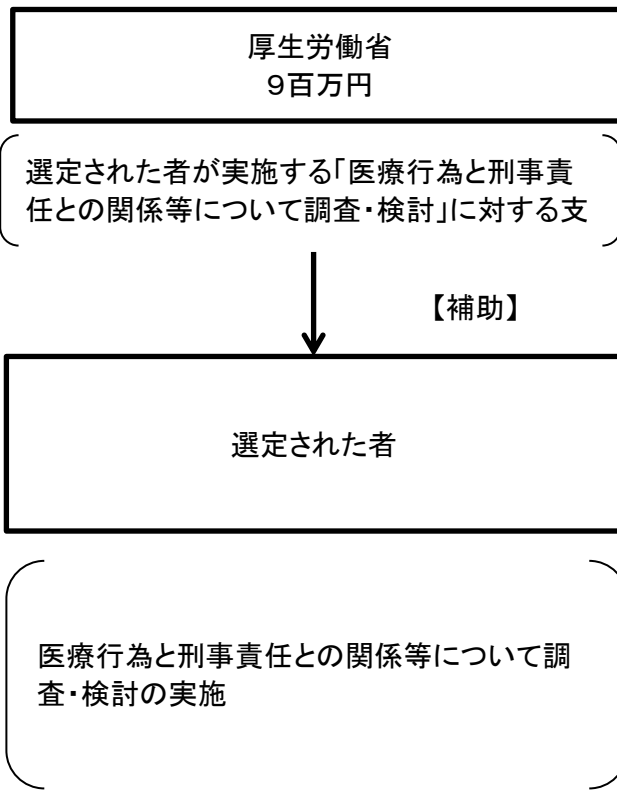 厚生労働省
９百万円
選定された者が実施する「医療行為と刑事責
任との関係等について調査・検討」に対する支
【補助】
選定された者
医療行為と刑事責任との関係等について調
査・検討の実施